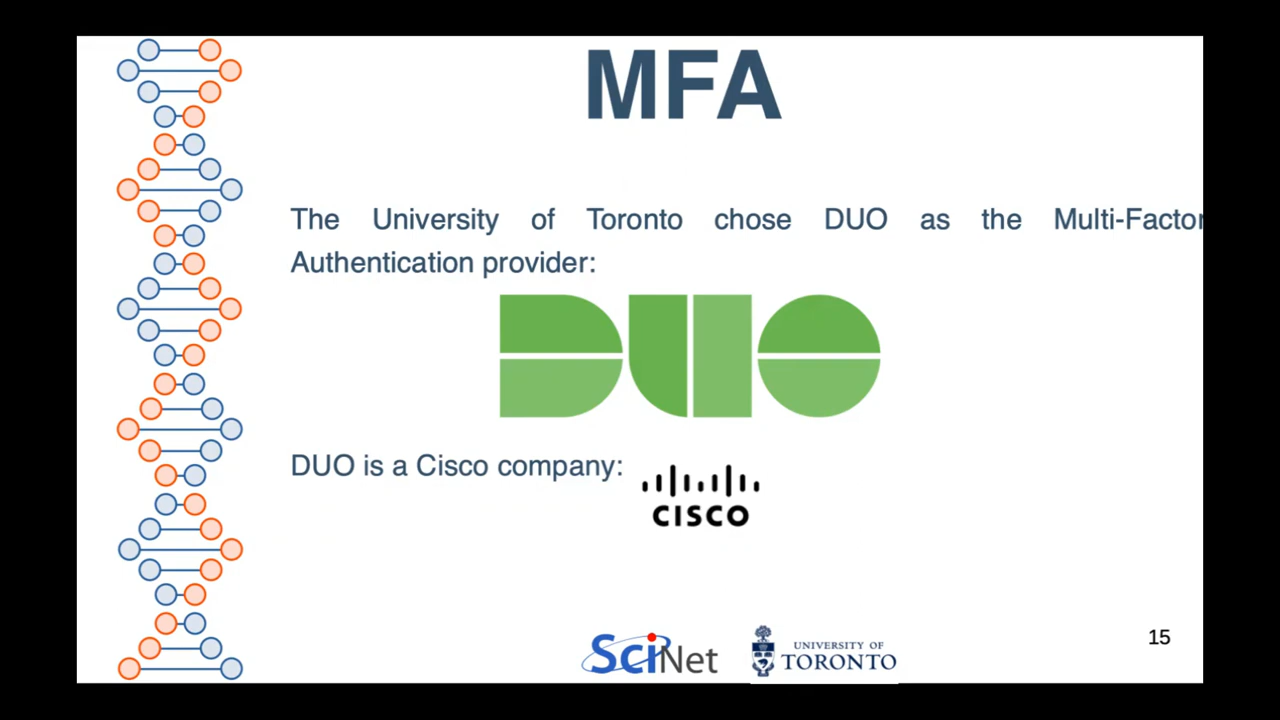 MFA
The University of Toronto chose DUO as the Multi-Factor
Authentication provider:
DUO
DUO is a Cisco company:
CISCO
SciNet
UNIVERSITY OF
TORONTO
15